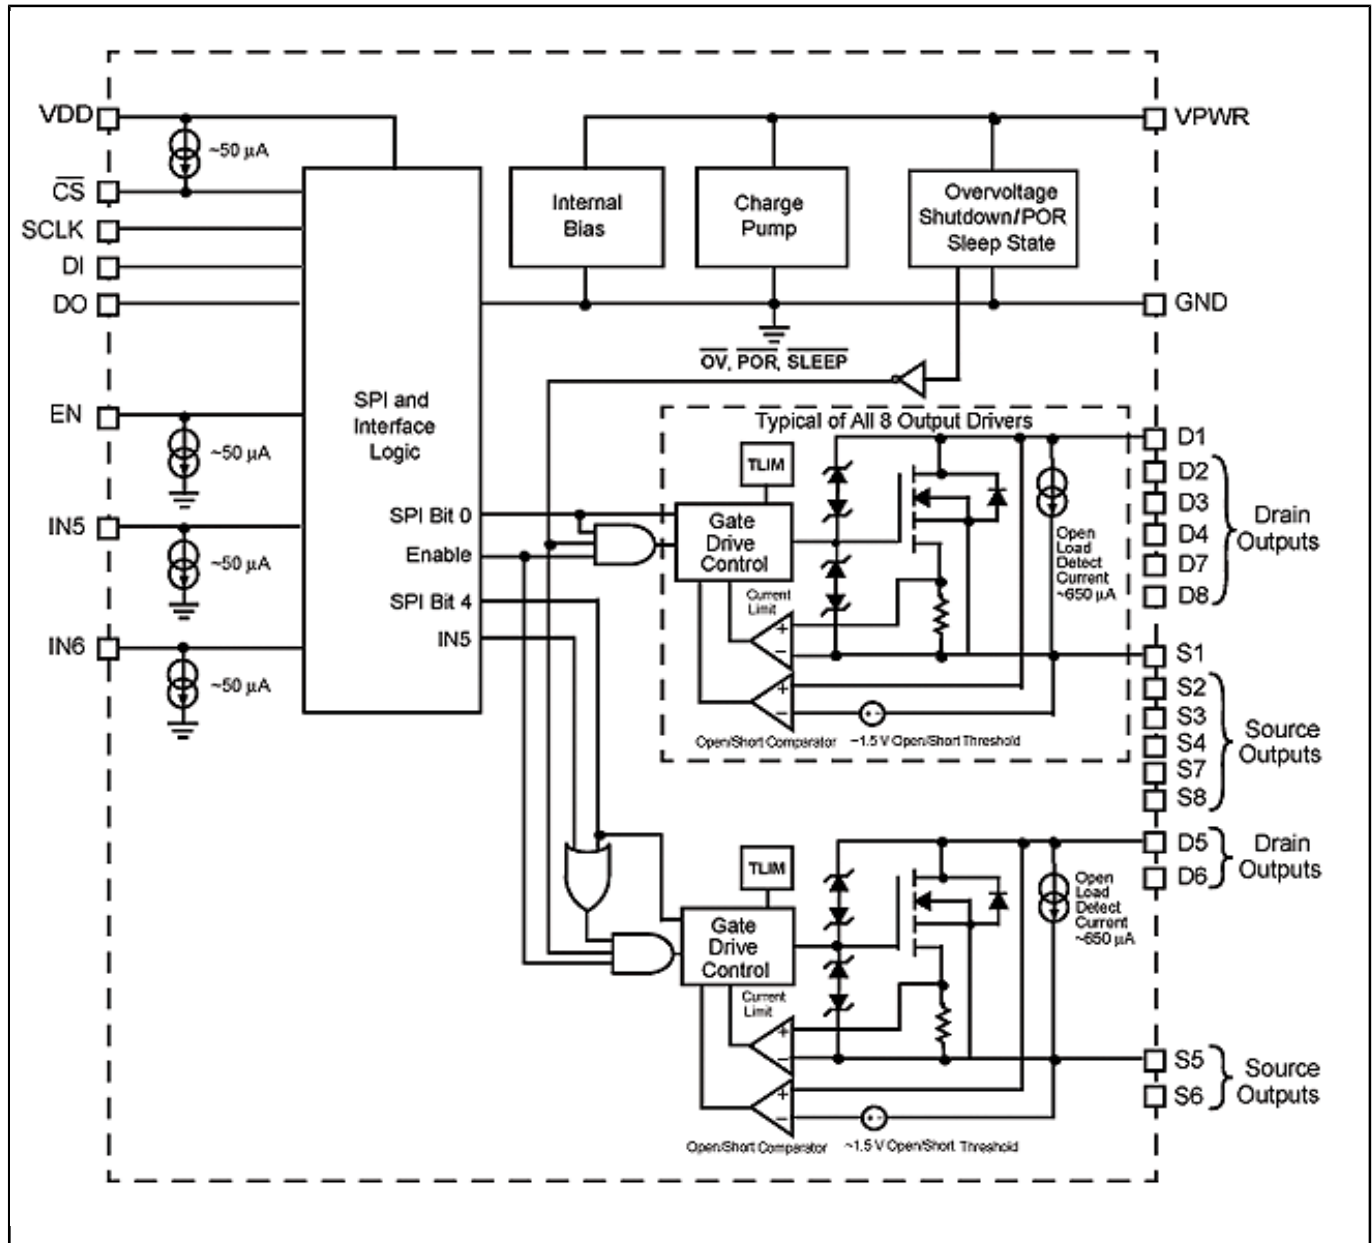 VDD
~50 µA
CS
SCLK
DI
DO
EN
~50 µA
IN5
~50 µA
IN6
~50 µA
SPI and
Interface
Logic
SPI Bit 0
Enable
SPI Bit 4
IN5
Internal
Bias
Charge
Pump
Overvoltage
Shutdown/POR
Sleep State
VPWR
GND
OV, POR, SLEEP
Typical of All 8 Output Drivers
TLIM
Gate
Drive
Control
Current
Limit
Open
Load
Detect
Current
~650 µA
Open/Short Comparator
~1.5 V Open/Short Threshold
D1
D2
D3
D4
D7
D8
Drain
Outputs
S1
S2
S3
S4
S7
S8
Source
Outputs
TLIM
Gate
Drive
Control
Current
Limit
Open
Load
Detect
Current
~650 µA
Open/Short Comparator
~1.5 V Open/Short Threshold
D5
D6
Drain
Outputs
S5
S6
Source
Outputs